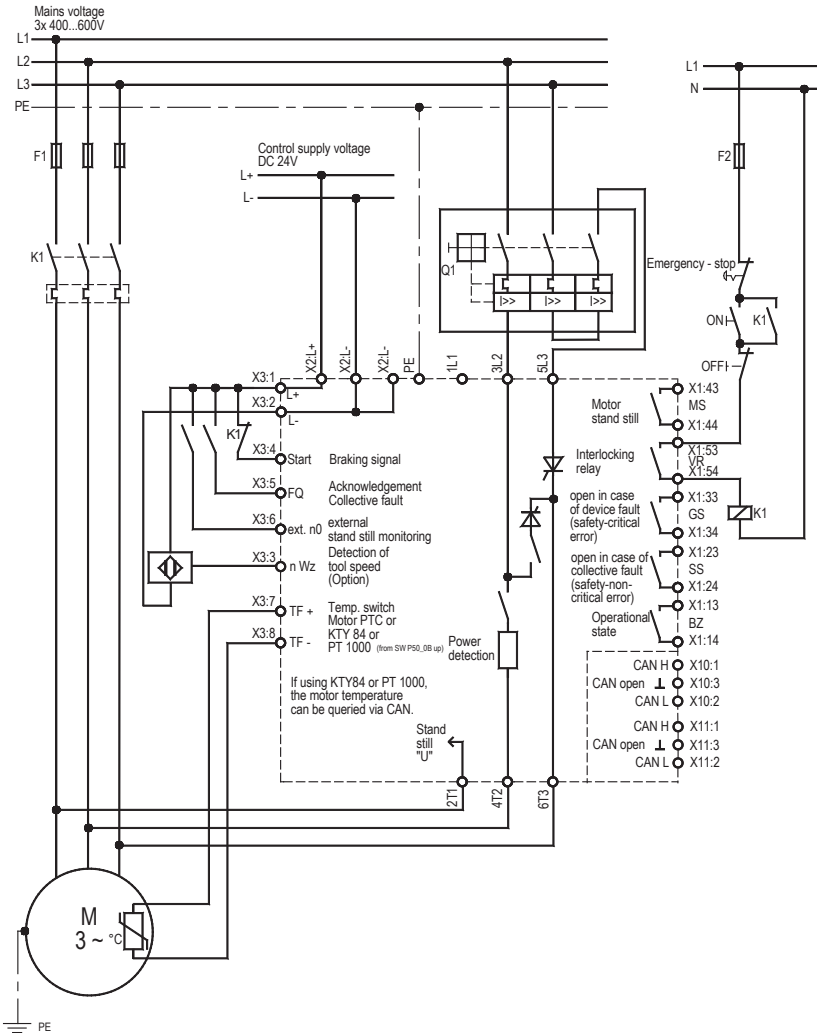 Mains voltage
3x 400...600V
L1
L2
L3
PE
L1
N
F1
F2
Control supply voltage
DC 24V
L+
L-
K1
Q1
I>>
I>>
I>>
Emergency - stop
ON
K1
OFF
X2:L+
X2:L-
X2:L-
PE
1L1
3L2
5L3
X3:1
L+
X3:2
L-
K1
X3:4
Start
Braking signal
X3:5
FQ
Acknowledgement
Collective fault
X3:6
ext. n0
external
stand still monitoring
X3:3
n Wz
Detection of
tool speed
(Option)
X3:7
TF +
Temp. switch
Motor PTC or
KTY 84 or
PT 1000 (from SW P50_0B up)
X3:8
TF -
If using KTY84 or PT 1000,
the motor temperature
can be queried via CAN.
Power
detection
Stand
still
"U"
Motor
stand still
X1:43
MS
X1:44
Interlocking
relay
X1:53
VR
X1:54
open in case
of device fault
(safety-critical
error)
X1:33
GS
X1:34
K1
open in case of
collective fault
(safety-non-
critical error)
X1:23
SS
X1:24
Operational
state
X1:13
BZ
X1:14
CAN H
X10:1
CAN open
X10:3
CAN L
X10:2
CAN H
X11:1
CAN open
X11:3
CAN L
X11:2
2T1
4T2
6T3
M
3 ~
°C
PE